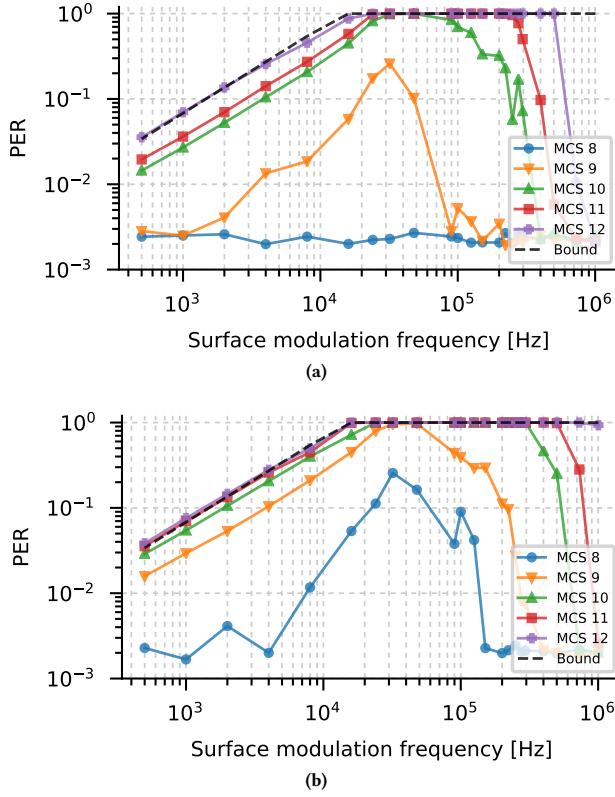 10⁰
10⁻¹
10⁻²
10⁻³
PER
MCS 8
MCS 9
MCS 10
MCS 11
MCS 12
Bound
10³
10⁴
10⁵
10⁶
Surface modulation frequency [Hz]
(a)
10⁰
10⁻¹
10⁻²
10⁻³
PER
MCS 8
MCS 9
MCS 10
MCS 11
MCS 12
Bound
10³
10⁴
10⁵
10⁶
Surface modulation frequency [Hz]
(b)